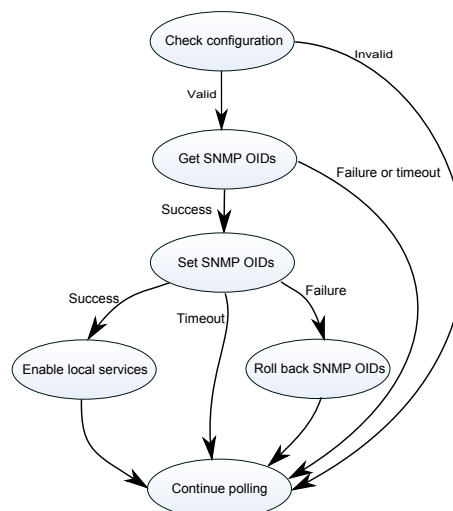 Check configuration
Invalid
Valid
Get SNMP OIDs
Failure or timeout
Success
Set SNMP OIDs
Success
Timeout
Failure
Enable local services
Roll back SNMP OIDs
Continue polling